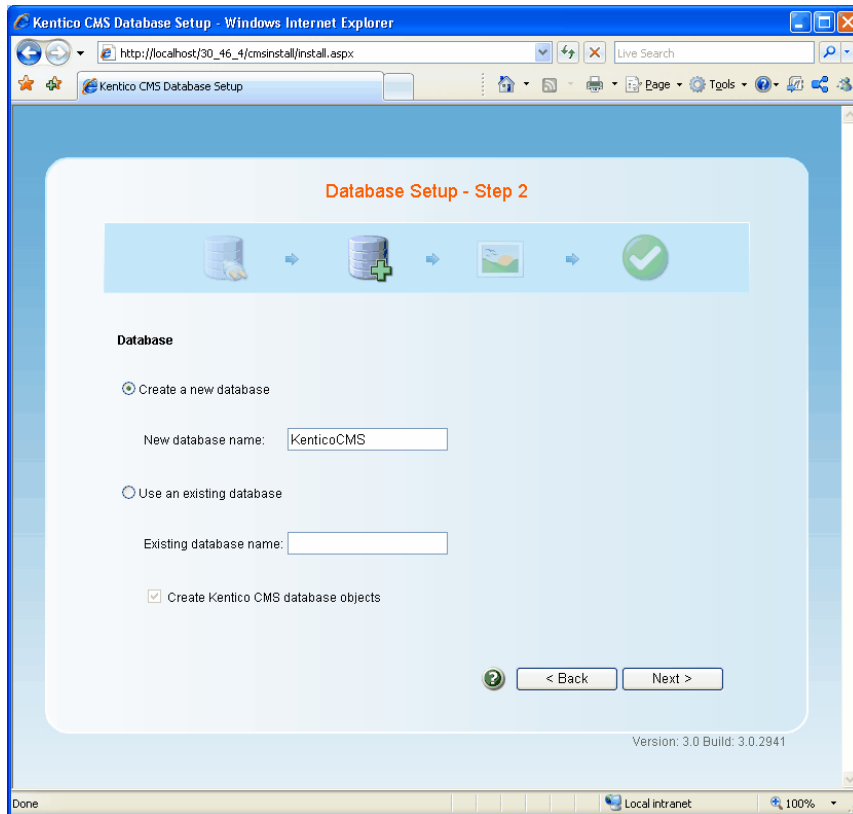 Kentico CMS Database Setup - Windows Internet Explorer
http://localhost/30_46_4/cmsinstall/install.aspx
Live Search
Kentico CMS Database Setup
Page
Tools
Database Setup - Step 2
Database
Create a new database
New database name: KenticoCMS
Use an existing database
Existing database name:
Create Kentico CMS database objects
< Back
Next >
Version: 3.0 Build: 3.0.2941
Done
Local intranet
100%